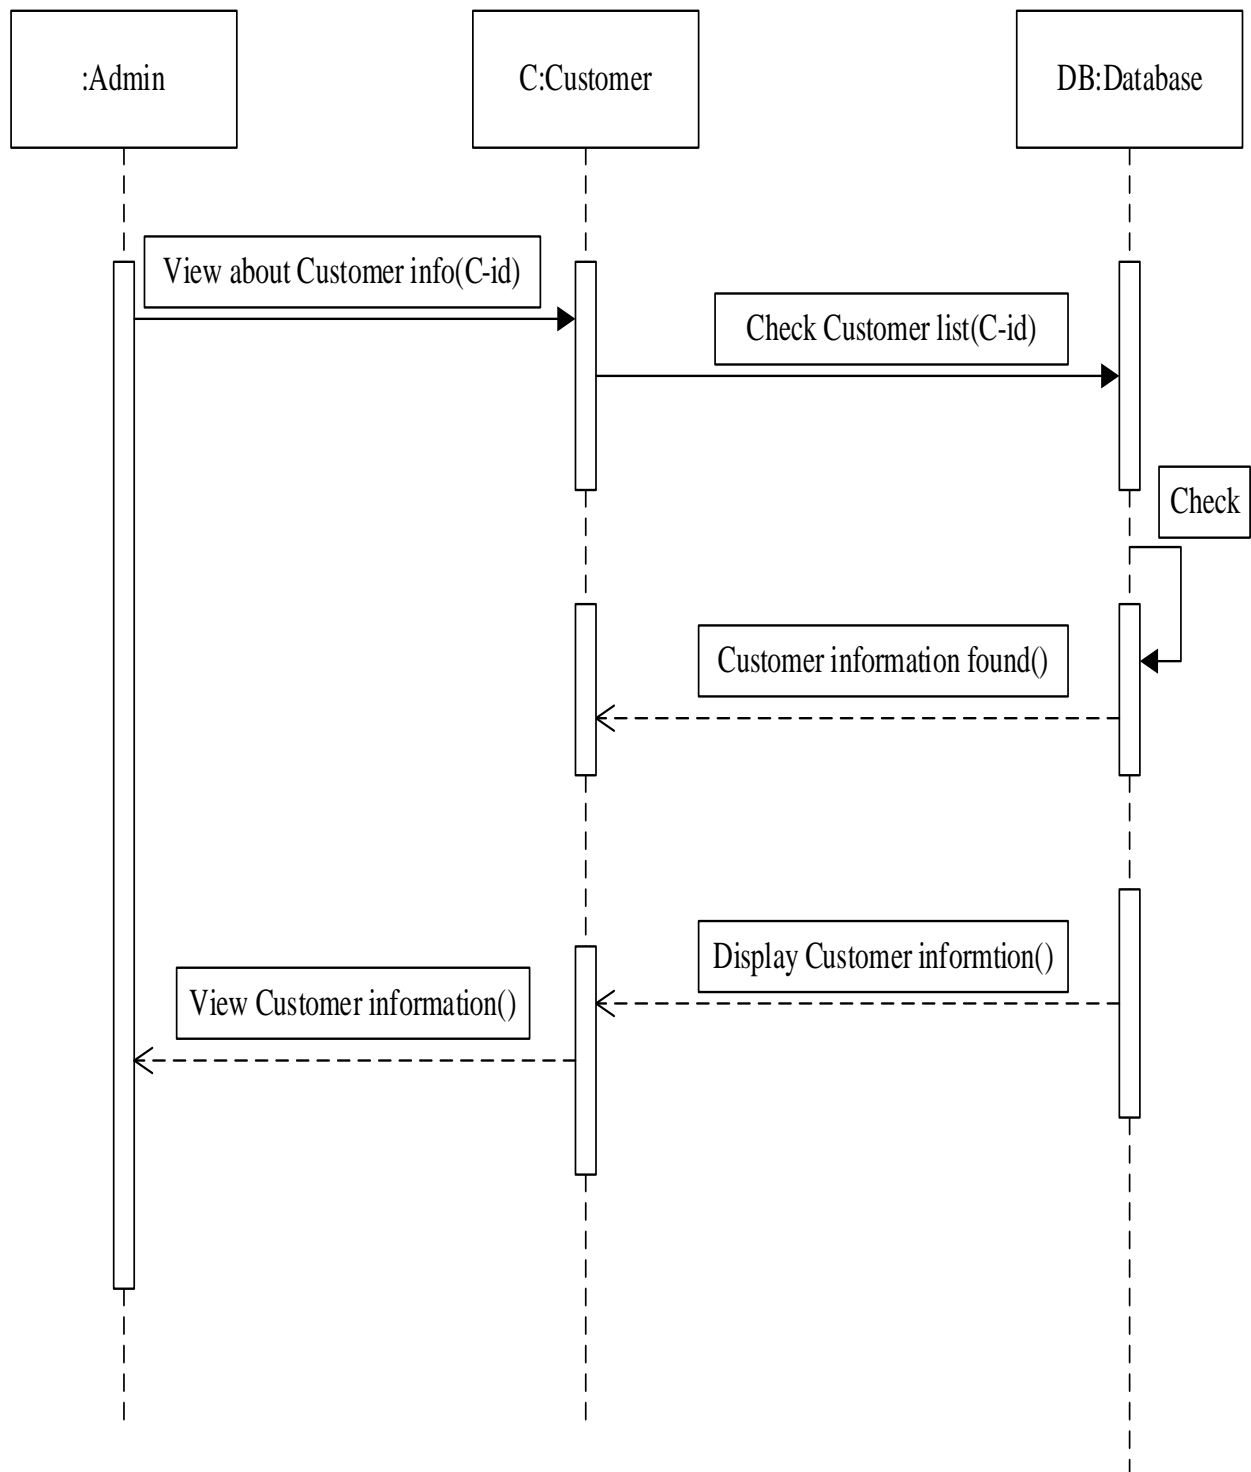 :Admin
C:Customer
DB:Database
View about Customer info(C-id)
Check Customer list(C-id)
Check
Customer information found()
Display Customer informtion()
View Customer information()